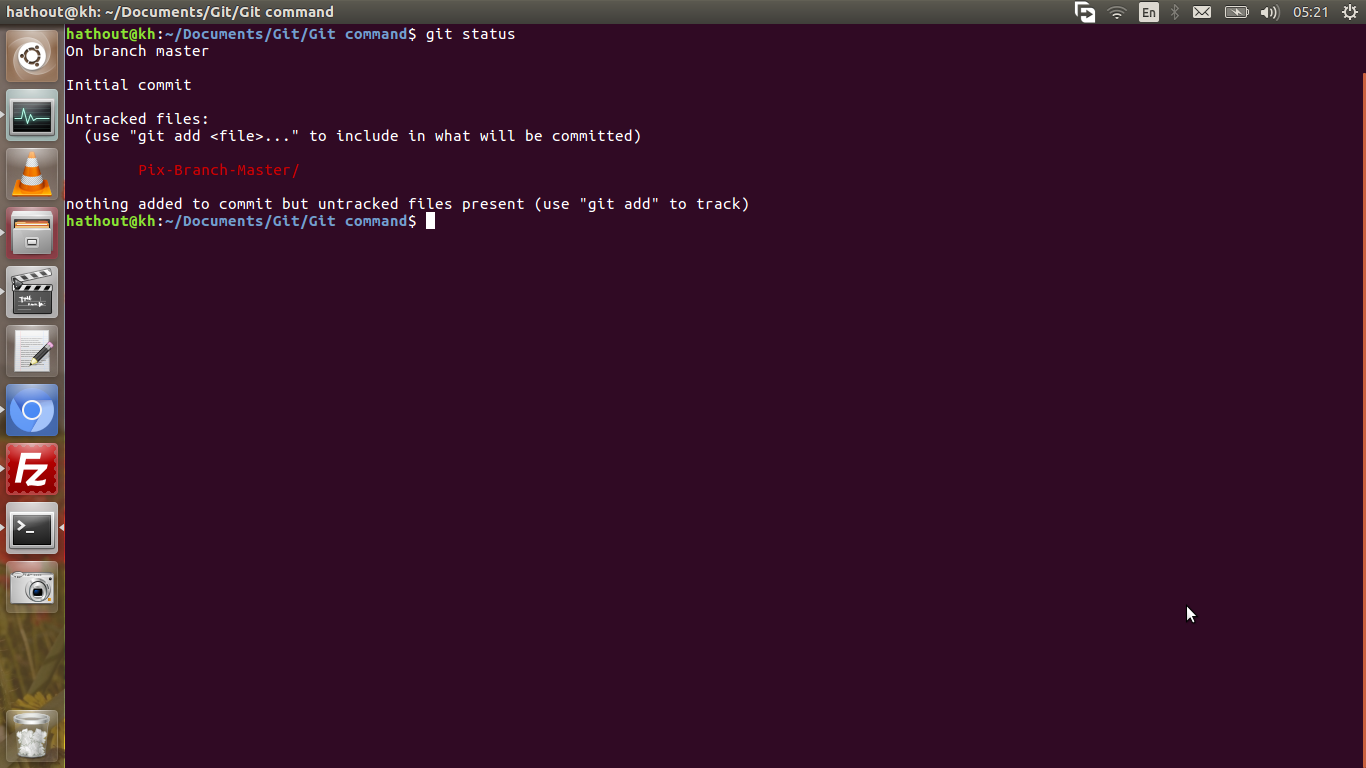 hathout@kh: ~/Documents/Git/Git command
En
05:21
hathout@kh:~/Documents/Git/Git command$ git status
On branch master
Initial commit
Untracked files:
(use "git add <file>..." to include in what will be committed)
Pix-Branch-Master/
nothing added to commit but untracked files present (use "git add" to track)
hathout@kh:~/Documents/Git/Git command$
Fz
>_